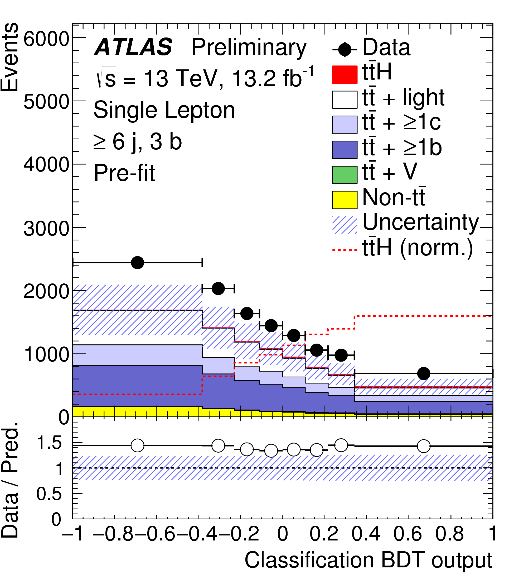 Events
6000
5000
4000
3000
2000
1000
0
ATLAS Preliminary
√s = 13 TeV, 13.2 fb⁻¹
Single Lepton
≥ 6 j, 3 b
Pre-fit
Data
tt̄H
tt̄ + light
tt̄ + ≥1c
tt̄ + ≥1b
tt̄ + V
Non-tt̄
Uncertainty
tt̄H (norm.)
Data / Pred.
1.5
1
0.5
0
−1 −0.8 −0.6 −0.4 −0.2 0 0.2 0.4 0.6 0.8 1
Classification BDT output